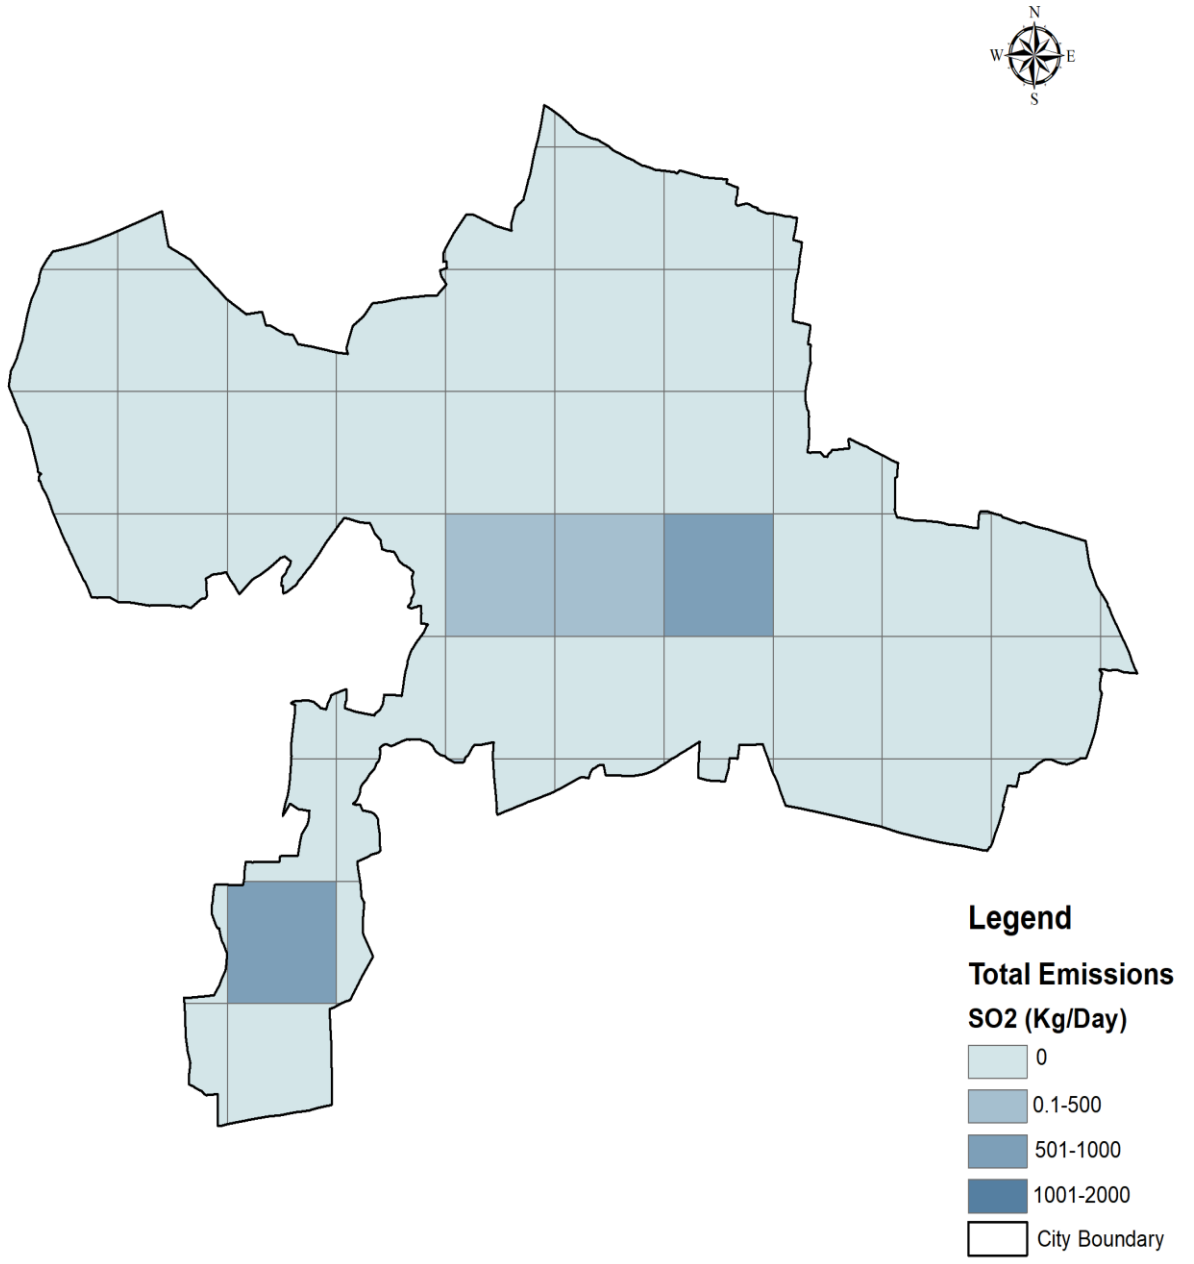 N
W E
S
Legend
Total Emissions
SO2 (Kg/Day)
0
0.1-500
501-1000
1001-2000
City Boundary